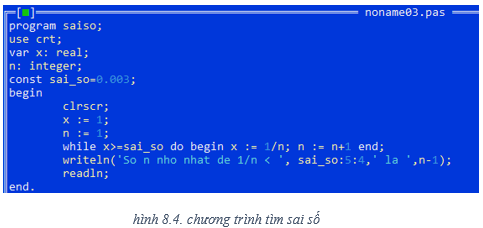 [■] noname03.pas
program saiso;
use crt;
var x: real;
n: integer;
const sai_so=0.003;
begin
clrscr;
x := 1;
n := 1;
while x>=sai_so do begin x := 1/n; n := n+1 end;
writeln('So n nho nhat de 1/n < ', sai_so:5:4,' la ',n-1);
readln;
end.
hình 8.4. chương trình tìm sai số